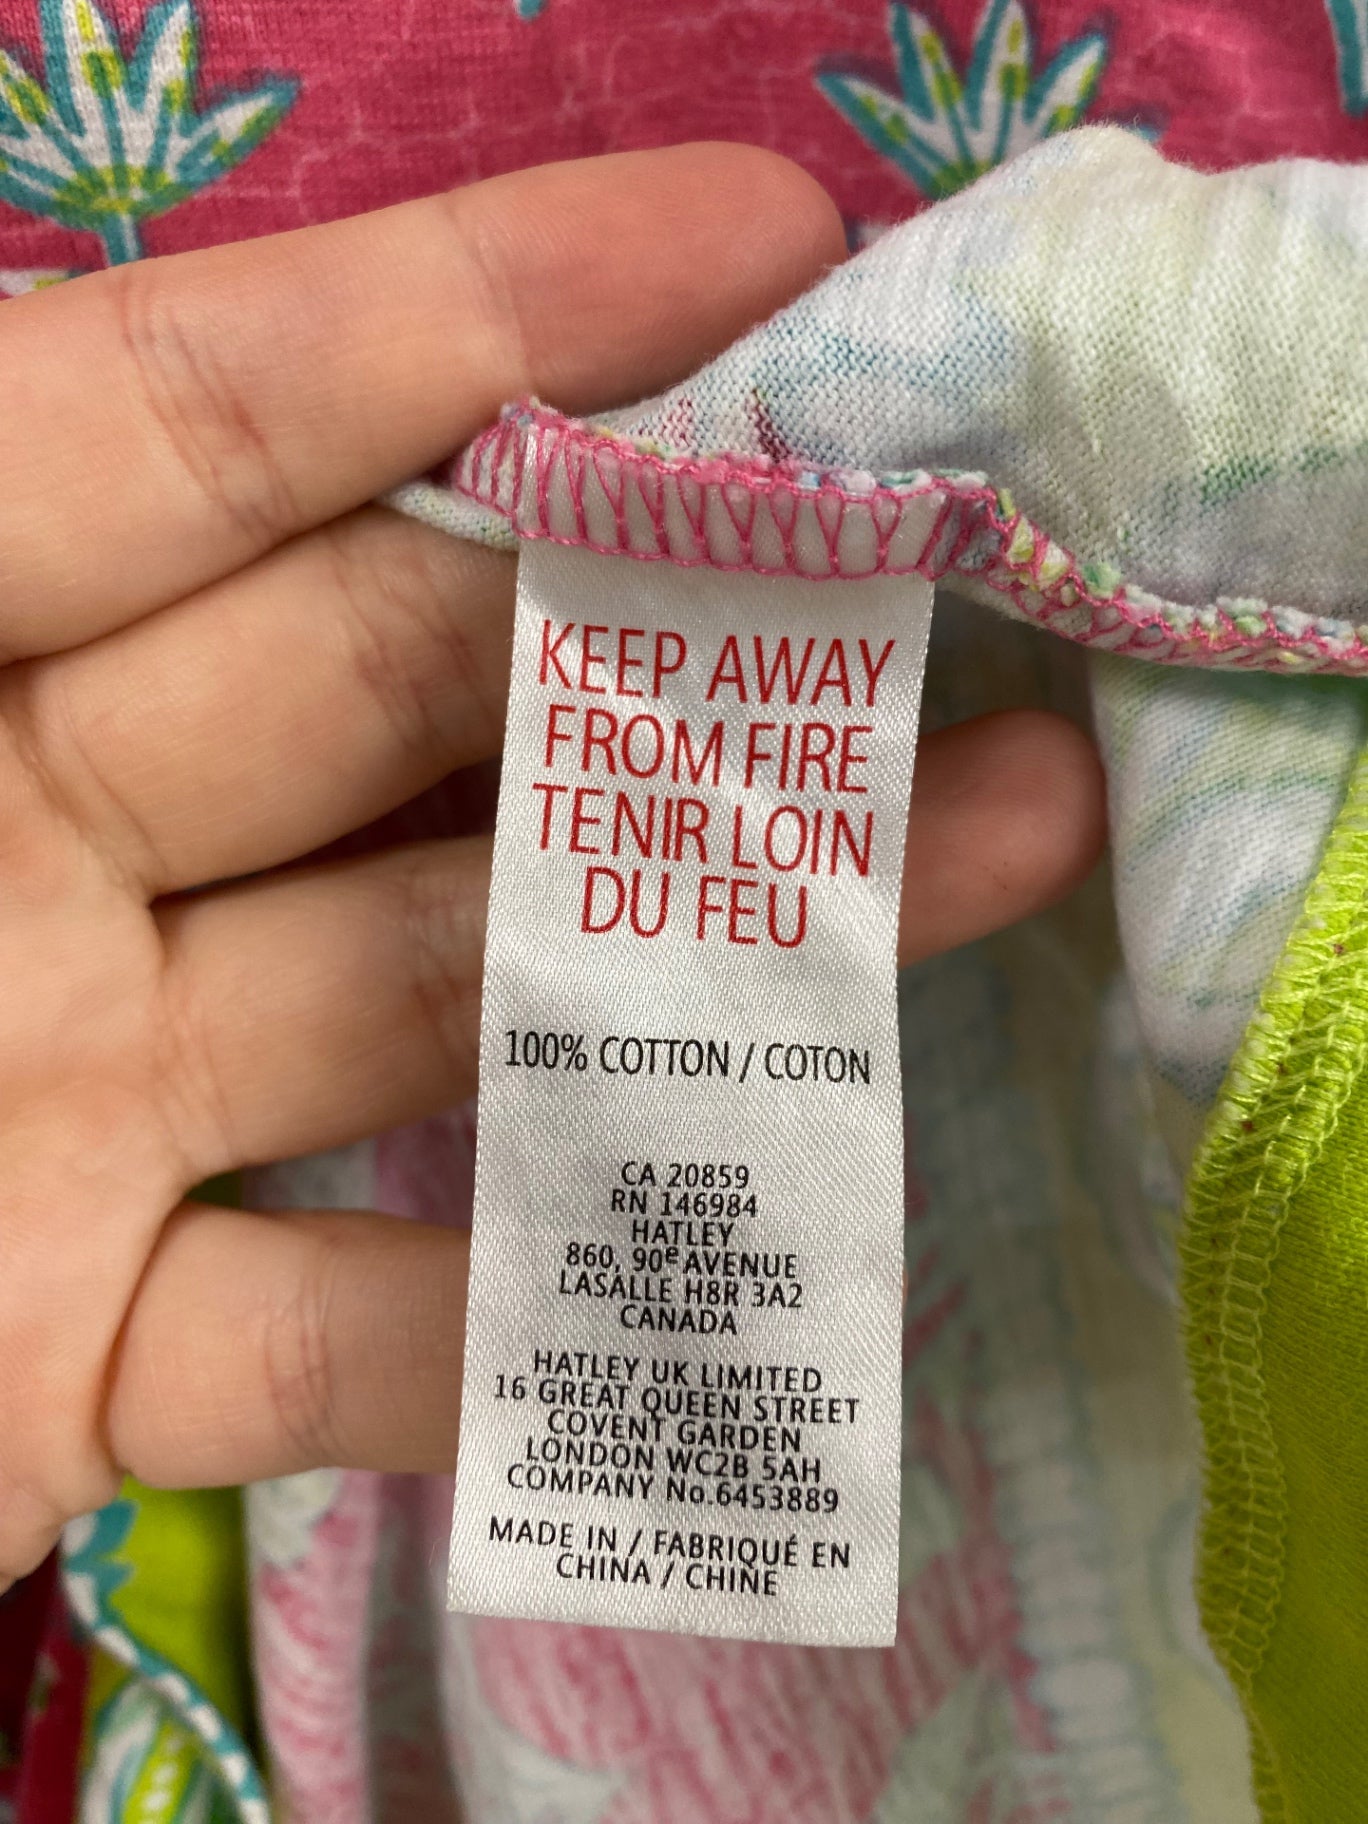 KEEP AWAY
FROM FIRE
TENIR LOIN
DU FEU
100% COTTON / COTON
CA 20859
RN 146984
HATLEY
860, 90e AVENUE
LASALLE H8R 3A2
CANADA
HATLEY UK LIMITED
16 GREAT QUEEN STREET
COVENT GARDEN
LONDON WC2B 5AH
COMPANY No.6453889
MADE IN / FABRIQUÉ EN
CHINA / CHINE